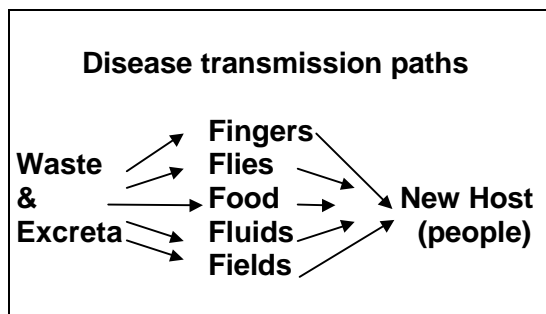 Disease transmission paths
Waste
&
Excreta
Fingers
Flies
Food
Fluids
Fields
New Host
(people)